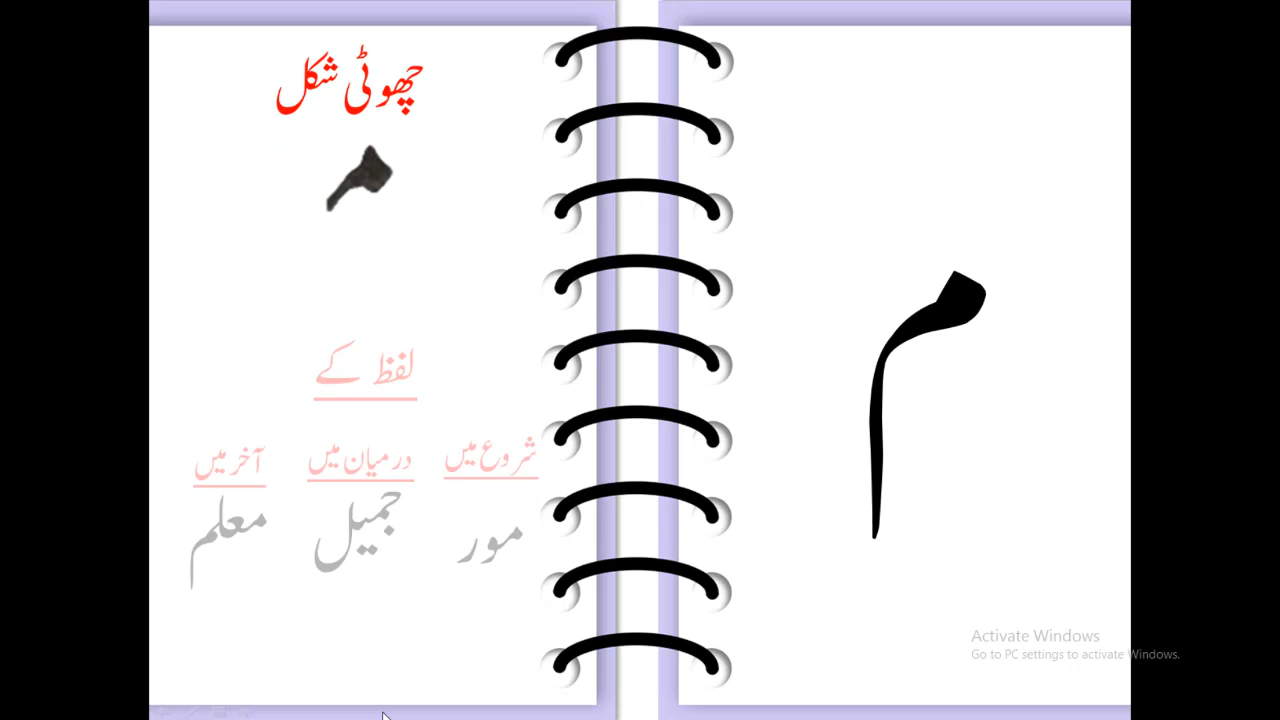 چھوٹی شکل
مـ
م
لفظ کے
شروع میں درمیان میں آخر میں
مور جمیل معلم
Activate Windows
Go to PC settings to activate Windows.